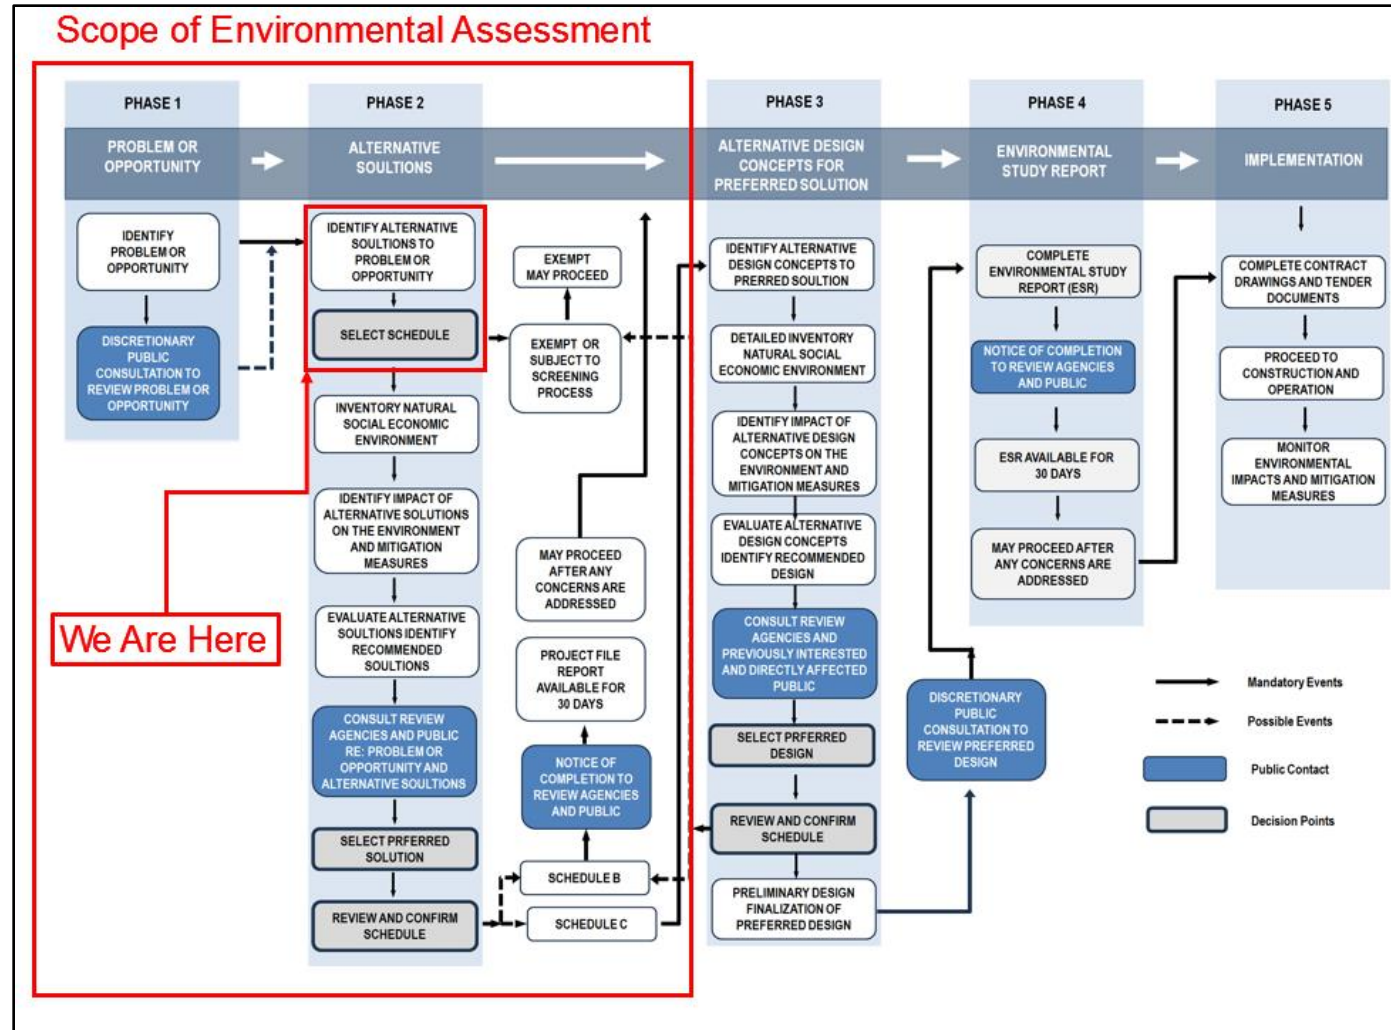 Scope of Environmental Assessment
PHASE 1
PROBLEM OR
OPPORTUNITY
IDENTIFY
PROBLEM OR
OPPORTUNITY
DISCRETIONARY
PUBLIC
CONSULTATION TO
REVIEW PROBLEM OR
OPPORTUNITY
We Are Here
PHASE 2
ALTERNATIVE
SOULTIONS
IDENTIFY ALTERNATIVE
SOULTIONS TO
PROBLEM OR
OPPORTUNITY
SELECT SCHEDULE
INVENTORY NATURAL
SOCIAL ECONOMIC
ENVIRONMENT
IDENTIFY IMPACT OF
ALTERNATIVE SOLUTIONS
ON THE ENVIRONMENT
AND MITIGATION
MEASURES
EVALUATE ALTERNATIVE
SOULTIONS IDENTIFY
RECOMMENDED
SOULTIONS
CONSULT REVIEW
AGENCIES AND PUBLIC
RE: PROBLEM OR
OPPORTUNITY AND
ALTERNATIVE SOULTIONS
SELECT PRFERRED
SOLUTION
REVIEW AND CONFIRM
SCHEDULE
EXEMPT
MAY PROCEED
EXEMPT OR
SUBJECT TO
SCREENING
PROCESS
MAY PROCEED
AFTER ANY
CONCERNS ARE
ADDRESSED
PROJECT FILE
REPORT
AVAILABLE FOR
30 DAYS
NOTICE OF
COMPLETION TO
REVIEW AGENCIES
AND PUBLIC
SCHEDULE B
SCHEDULE C
PHASE 3
ALTERNATIVE DESIGN
CONCEPTS FOR
PREFERRED SOLUTION
IDENTIFY ALTERNATIVE
DESIGN CONCEPTS TO
PRERRED SOULTION
DETAILED INVENTORY
NATURAL SOCIAL
ECONOMIC ENVIRONMENT
IDENTIFY IMPACT OF
ALTERNATIVE DESIGN
CONCEPTS ON THE
ENVIRONMENT AND
MITIGATION MEASURES
EVALUATE ALTERNATIVE
DESIGN CONCEPTS
IDENTIFY RECOMMENDED
DESIGN
CONSULT REVIEW
AGENCIES AND
PREVIOUSLY INTERESTED
AND DIRECTLY AFFECTED
PUBLIC
SELECT PRFERRED
DESIGN
REVIEW AND CONFIRM
SCHEDULE
PRELIMINARY DESIGN
FINALIZATION OF
PREFERRED DESIGN
PHASE 4
ENVIRONMENTAL
STUDY REPORT
COMPLETE
ENVIRONMENTAL STUDY
REPORT (ESR)
NOTICE OF COMPLETION
TO REVIEW AGENCIES
AND PUBLIC
ESR AVAILABLE FOR
30 DAYS
MAY PROCEED AFTER
ANY CONCERNS ARE
ADDRESSED
DISCRETIONARY
PUBLIC
CONSULTATION TO
REVIEW PREFERRED
DESIGN
PHASE 5
IMPLEMENTATION
COMPLETE CONTRACT
DRAWINGS AND TENDER
DOCUMENTS
PROCEED TO
CONSTRUCTION AND
OPERATION
MONITOR
ENVIRONMENTAL
IMPACTS AND MITIGATION
MEASURES
Mandatory Events
Possible Events
Public Contact
Decision Points